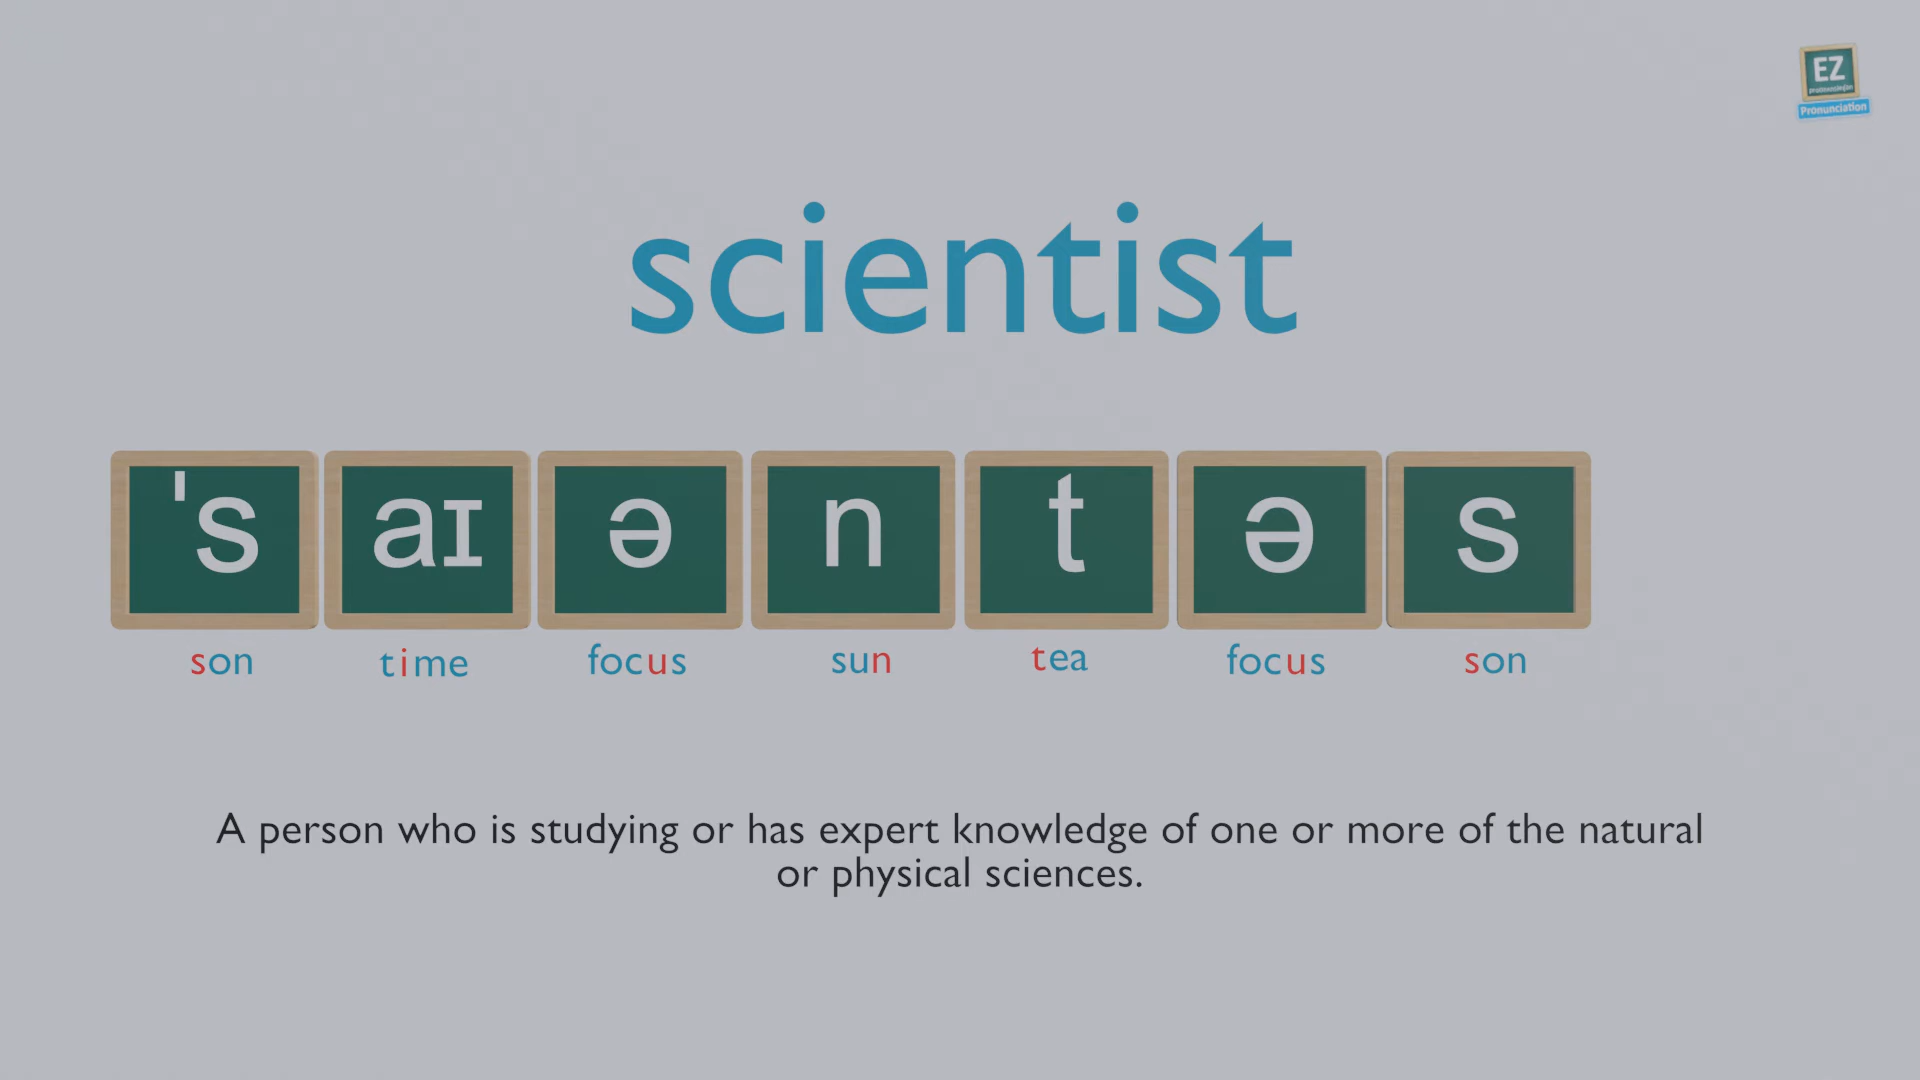 EZ
Pronunciation
scientist
ˈs aɪ ə n t ə s
son time focus sun tea focus son
A person who is studying or has expert knowledge of one or more of the natural
or physical sciences.